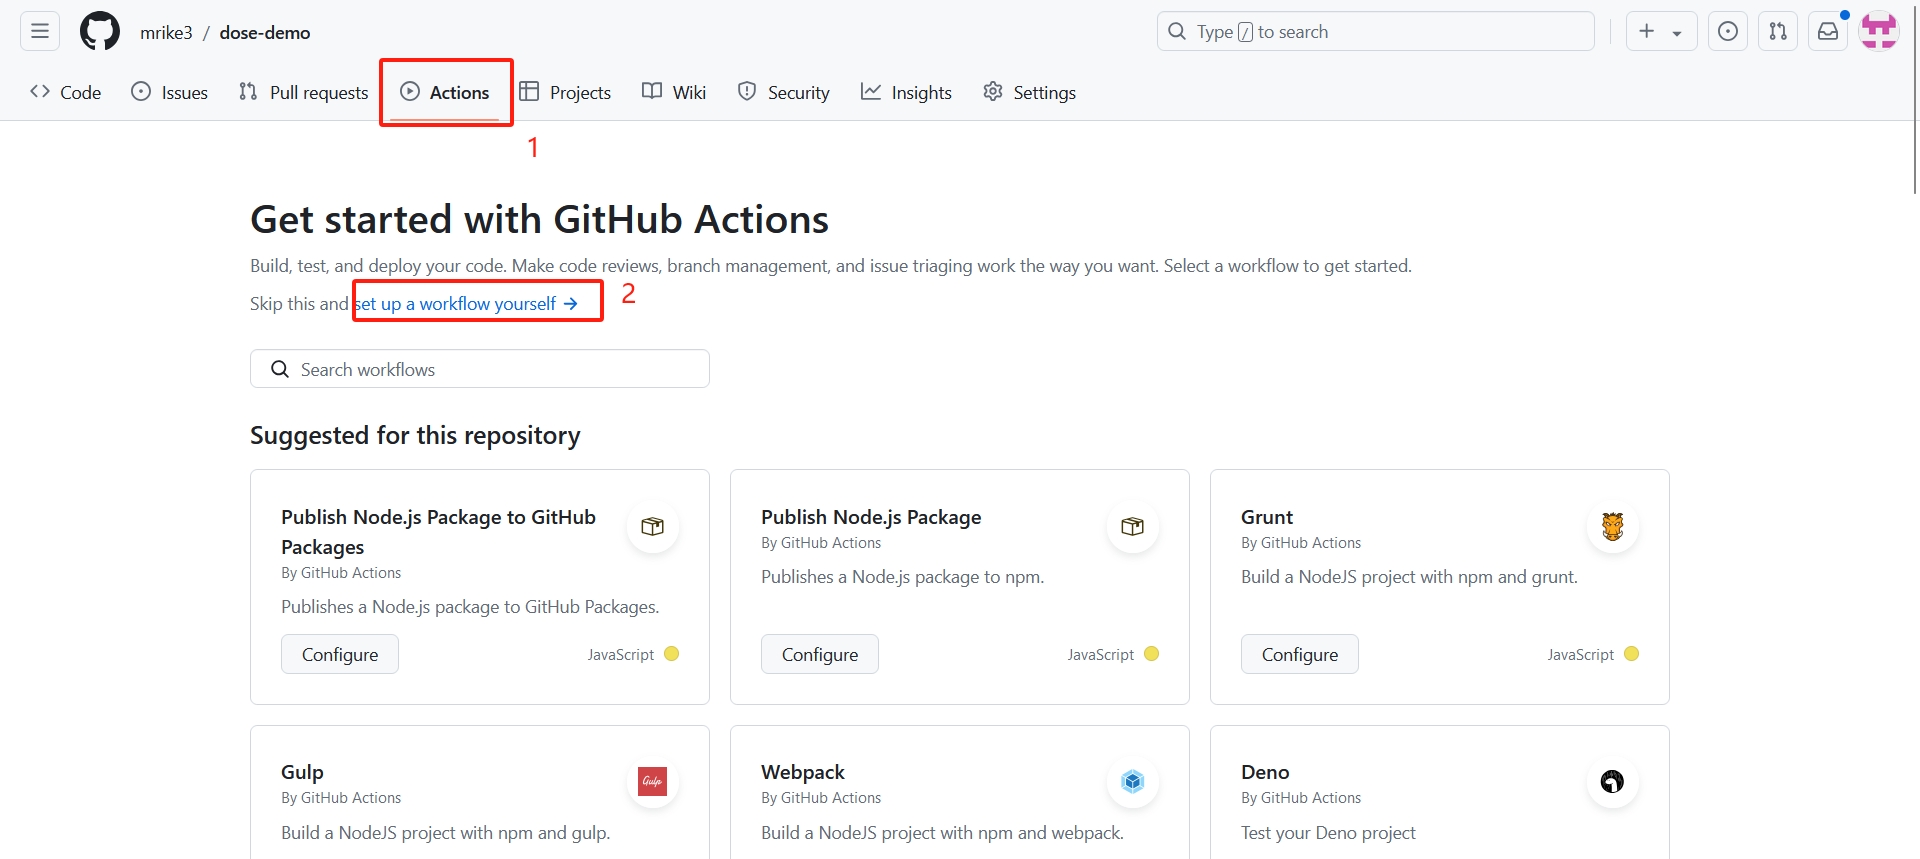 mrike3 / dose-demo
Type / to search
Code Issues Pull requests Actions Projects Wiki Security Insights Settings
1
Get started with GitHub Actions
Build, test, and deploy your code. Make code reviews, branch management, and issue triaging work the way you want. Select a workflow to get started.
Skip this and set up a workflow yourself →
2
Search workflows
Suggested for this repository
Publish Node.js Package to GitHub
Packages
By GitHub Actions
Publishes a Node.js package to GitHub Packages.
Configure
JavaScript
Publish Node.js Package
By GitHub Actions
Publishes a Node.js package to npm.
Configure
JavaScript
Grunt
By GitHub Actions
Build a NodeJS project with npm and grunt.
Configure
JavaScript
Gulp
By GitHub Actions
Gulp
Build a NodeJS project with npm and gulp.
Webpack
By GitHub Actions
Build a NodeJS project with npm and webpack.
Deno
By GitHub Actions
Test your Deno project